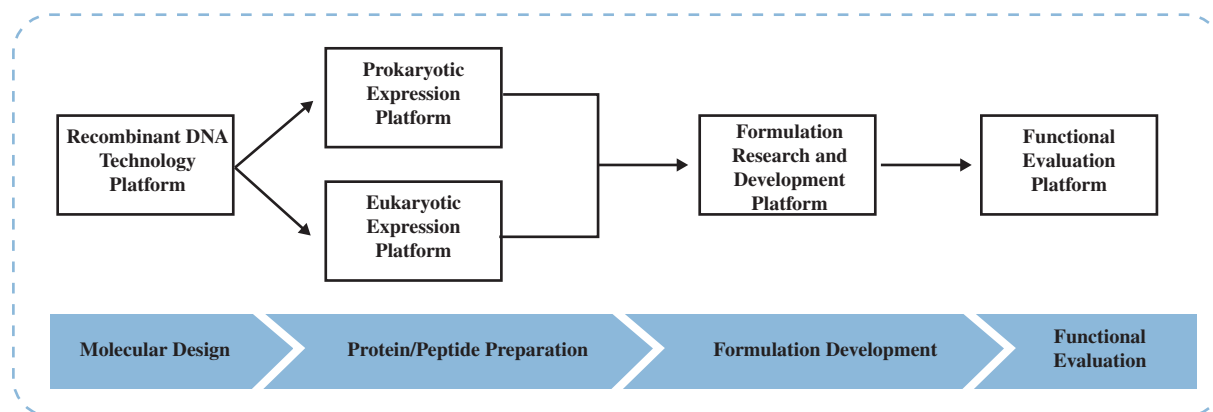 Recombinant DNA
Technology
Platform
Prokaryotic
Expression
Platform
Eukaryotic
Expression
Platform
Formulation
Research and
Development
Platform
Functional
Evaluation
Platform
Molecular Design
Protein/Peptide Preparation
Formulation Development
Functional
Evaluation